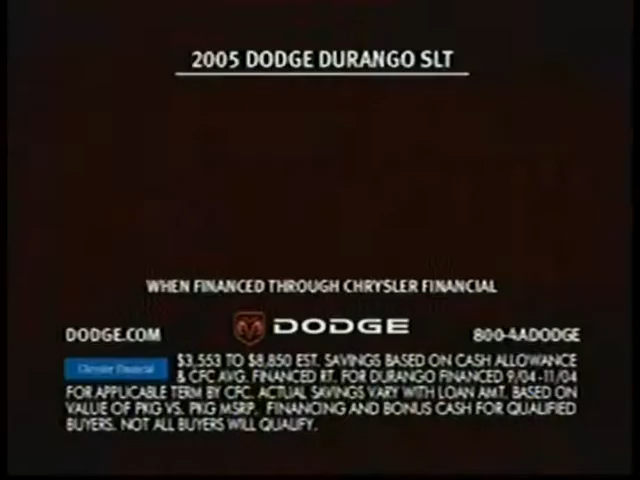 2005 DODGE DURANGO SLT
WHEN FINANCED THROUGH CHRYSLER FINANCIAL
DODGE.COM DODGE 800-4ADODGE
Chrysler Financial $3,553 TO $8,850 EST. SAVINGS BASED ON CASH ALLOWANCE
& CFC AVG. FINANCED RT. FOR DURANGO FINANCED 9/04-11/04
FOR APPLICABLE TERM BY CFC. ACTUAL SAVINGS VARY WITH LOAN AMT. BASED ON
VALUE OF PKG VS. PKG MSRP. FINANCING AND BONUS CASH FOR QUALIFIED
BUYERS. NOT ALL BUYERS WILL QUALIFY.